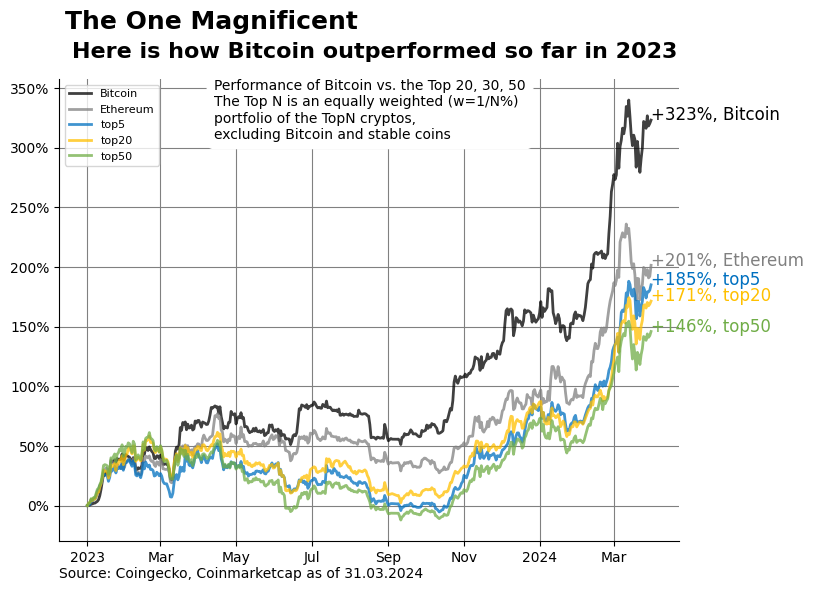 The One Magnificent
Here is how Bitcoin outperformed so far in 2023
350%
300%
250%
200%
150%
100%
50%
0%
Bitcoin
Ethereum
top5
top20
top50
Performance of Bitcoin vs. the Top 20, 30, 50
The Top N is an equally weighted (w=1/N%)
portfolio of the TopN cryptos,
excluding Bitcoin and stable coins
+323%, Bitcoin
+201%, Ethereum
+185%, top5
+171%, top20
+146%, top50
2023 Mar May Jul Sep Nov 2024 Mar
Source: Coingecko, Coinmarketcap as of 31.03.2024